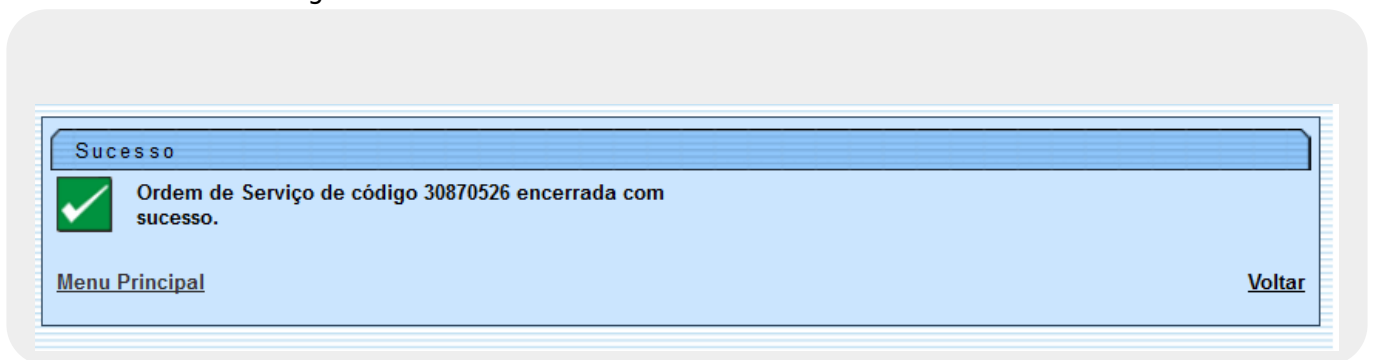 Sucesso
Ordem de Serviço de código 30870526 encerrada com
sucesso.
Menu Principal
Voltar